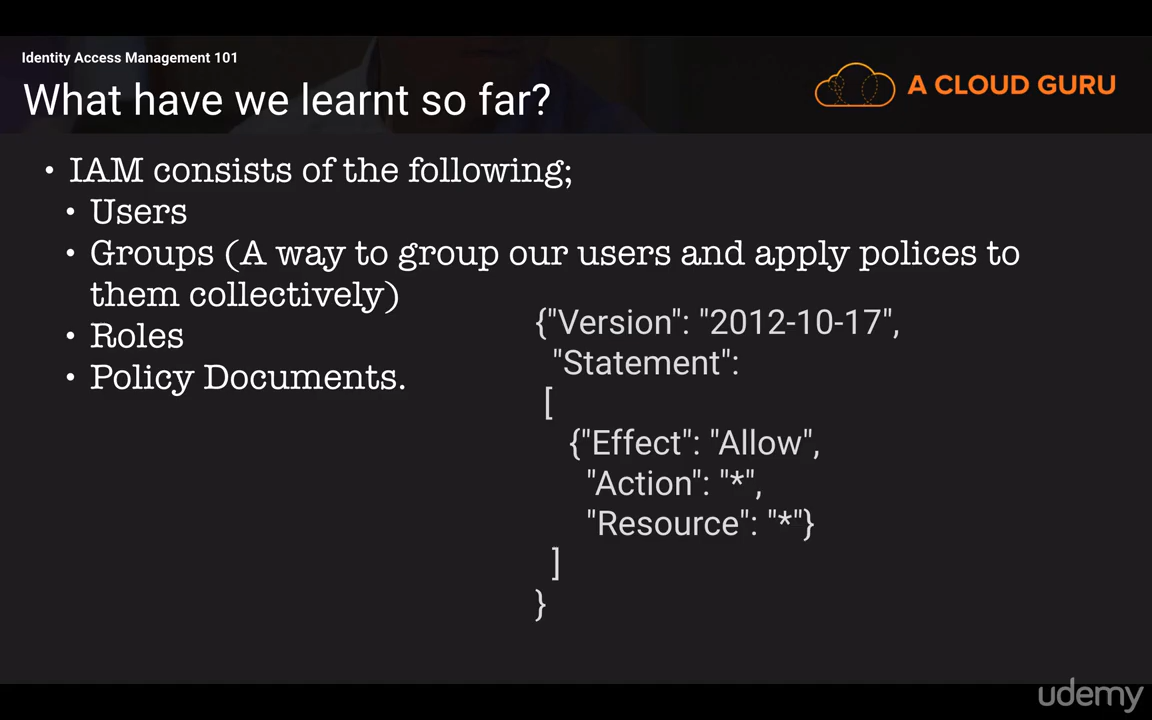 Identity Access Management 101
What have we learnt so far?
A CLOUD GURU
• IAM consists of the following;
• Users
• Groups (A way to group our users and apply polices to
them collectively)
• Roles
• Policy Documents.
{"Version": "2012-10-17",
"Statement":
[
{"Effect": "Allow",
"Action": "*",
"Resource": "*"}
]
}
udemy